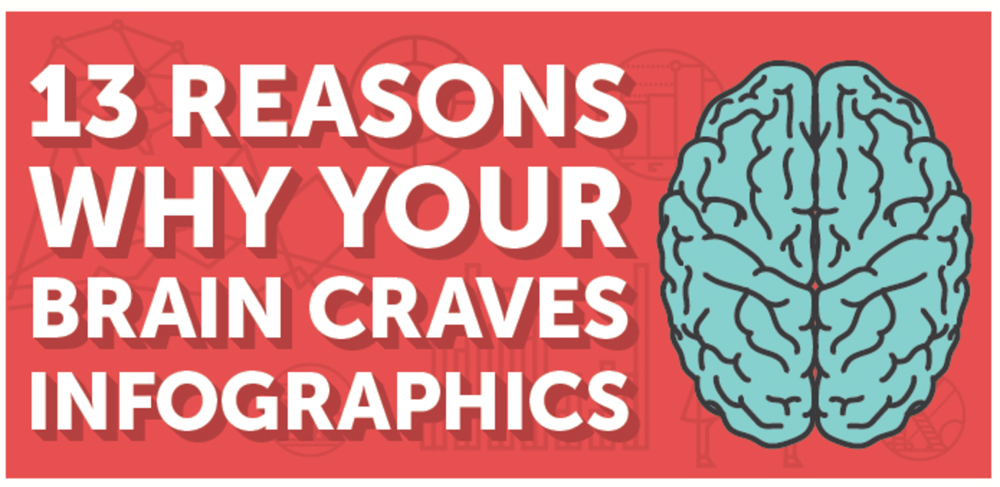 13 REASONS
WHY YOUR
BRAIN CRAVES
INFOGRAPHICS